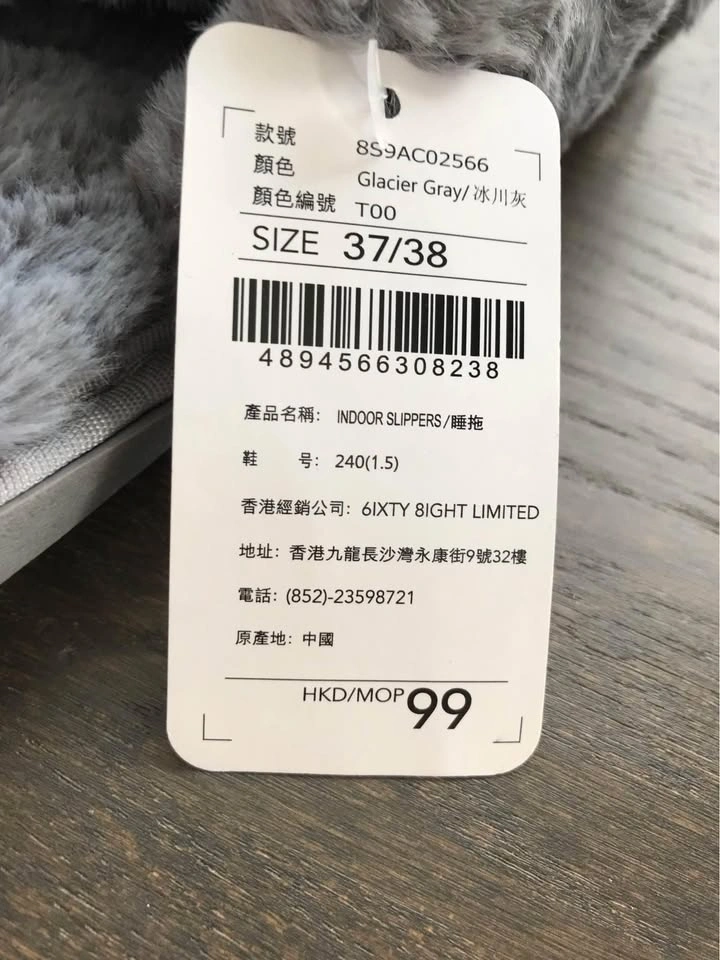 款號 8S9AC02566
顏色 Glacier Gray/冰川灰
顏色編號 T00
SIZE 37/38
4894566308238
產品名稱: INDOOR SLIPPERS/睡拖
鞋 号: 240(1.5)
香港經銷公司: 6IXTY 8IGHT LIMITED
地址: 香港九龍長沙灣永康街9號32樓
電話: (852)-23598721
原產地: 中國
HKD/MOP 99